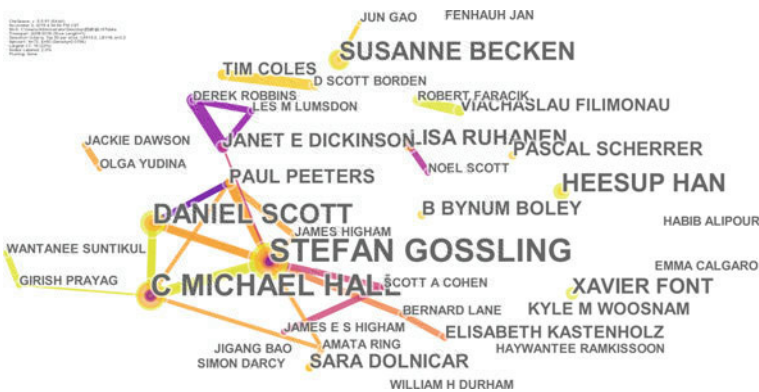 JUN GAO
FENHAUH JAN
SUSANNE BECKEN
TIM COLES
D SCOTT BORDEN
DEREK ROBBINS
LES M LUMSDON
ROBERT FARACIK
VIACHASLAU FILIMONAU
JACKIE DAWSON
JANET E DICKINSON
LISA RUHANEN
PASCAL SCHERRER
OLGA YUDINA
NOEL SCOTT
PAUL PEETERS
HEESUP HAN
DANIEL SCOTT
B BYNUM BOLEY
HABIB ALIPOUR
JAMES HIGHAM
WANTANEE SUNTIKUL
STEFAN GOSSLING
EMMA CALGARO
GIRISH PRAYAG
C MICHAEL HALL
SCOTT A COHEN
XAVIER FONT
BERNARD LANE
KYLE M WOOSNAM
JAMES E S HIGHAM
ELISABETH KASTENHOLZ
JIGANG BAO
AMATA RING
HAYWANTEE RAMKISSOON
SIMON DARCY
SARA DOLNICAR
WILLIAM H DURHAM